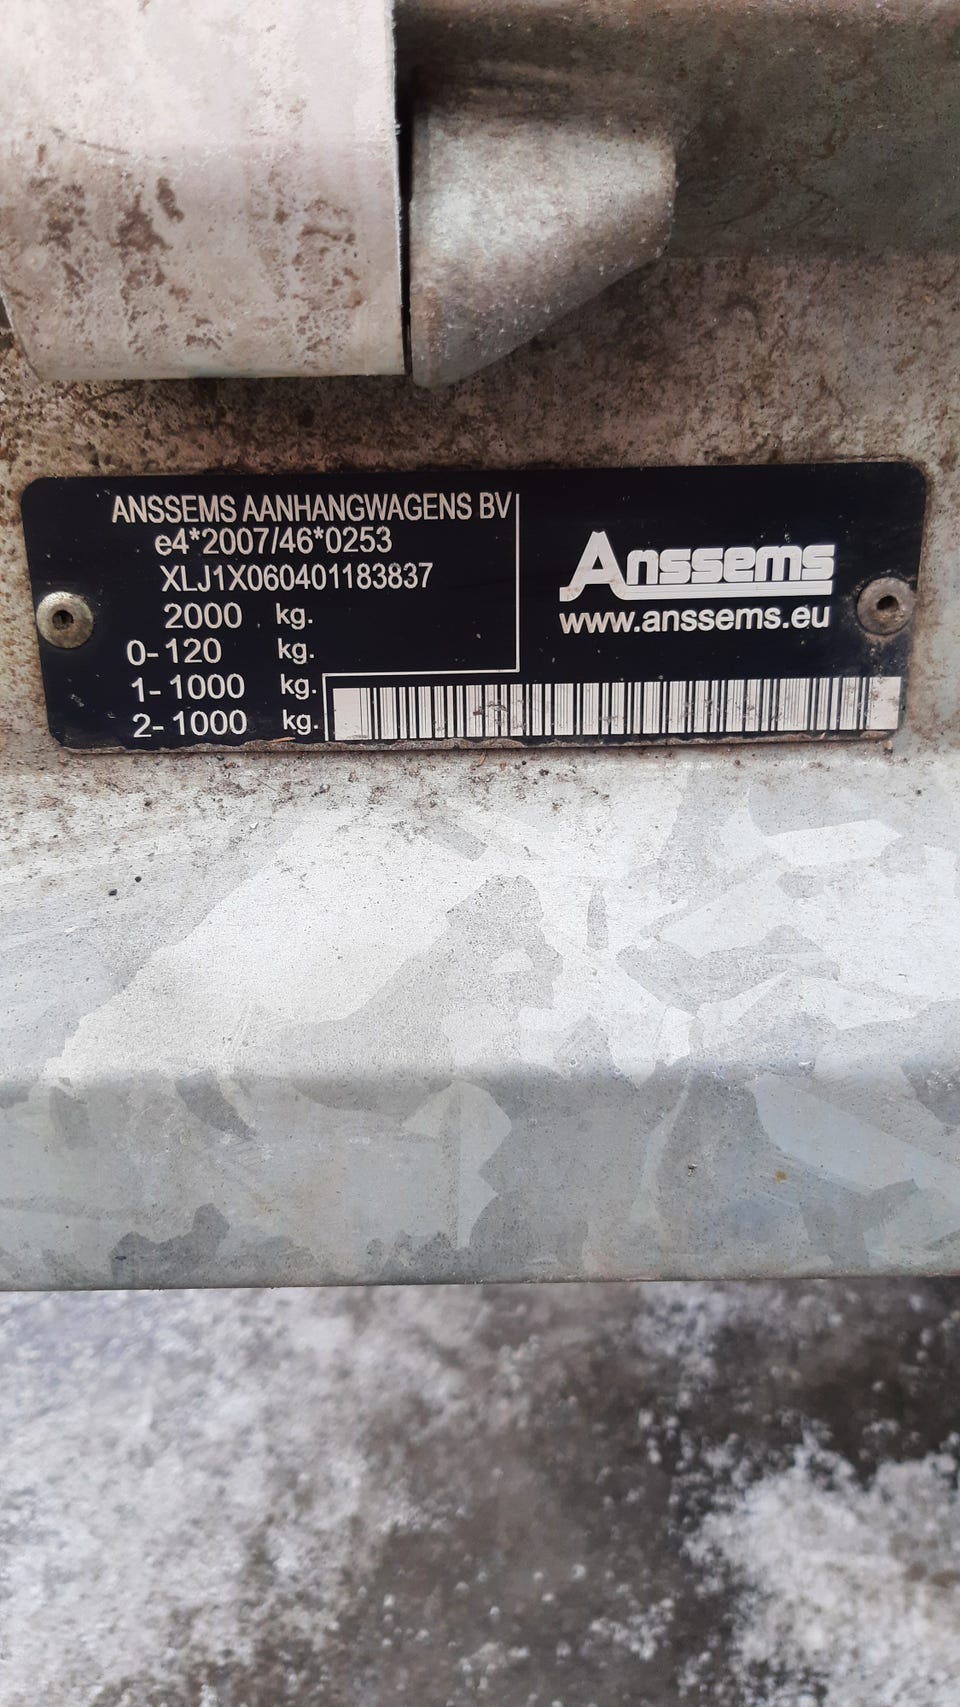 ANSSEMS AANHANGWAGENS BV
e4*2007/46*0253
XLJ1X060401183837
2000 kg.
0-120 kg.
1-1000 kg.
2-1000 kg.
Anssems
www.anssems.eu